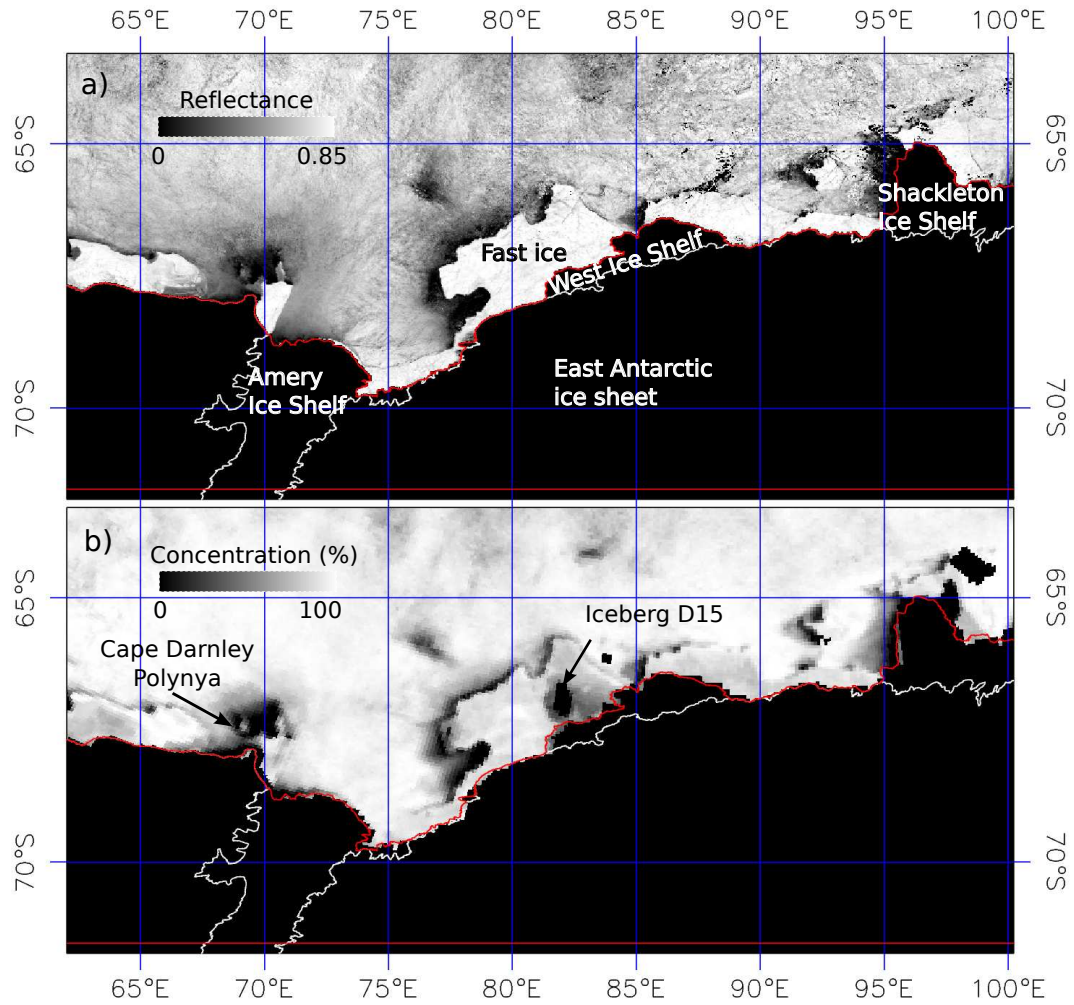 65°E 70°E 75°E 80°E 85°E 90°E 95°E 100°E
a)
Reflectance
0 0.85
65°S
65°S
Shackleton
Ice Shelf
Fast ice
West Ice Shelf
Amery
Ice Shelf
East Antarctic
ice sheet
70°S
70°S
b)
Concentration (%)
0 100
65°S
65°S
Iceberg D15
Cape Darnley
Polynya
70°S
70°S
65°E 70°E 75°E 80°E 85°E 90°E 95°E 100°E